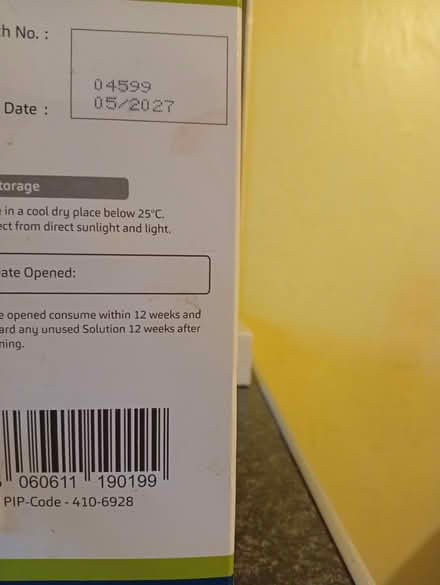 h No. :
04599
05/2027
Date :
torage
in a cool dry place below 25°C.
ect from direct sunlight and light.
ate Opened:
e opened consume within 12 weeks and
ard any unused Solution 12 weeks after
ning.
060611 190199
PIP-Code - 410-6928